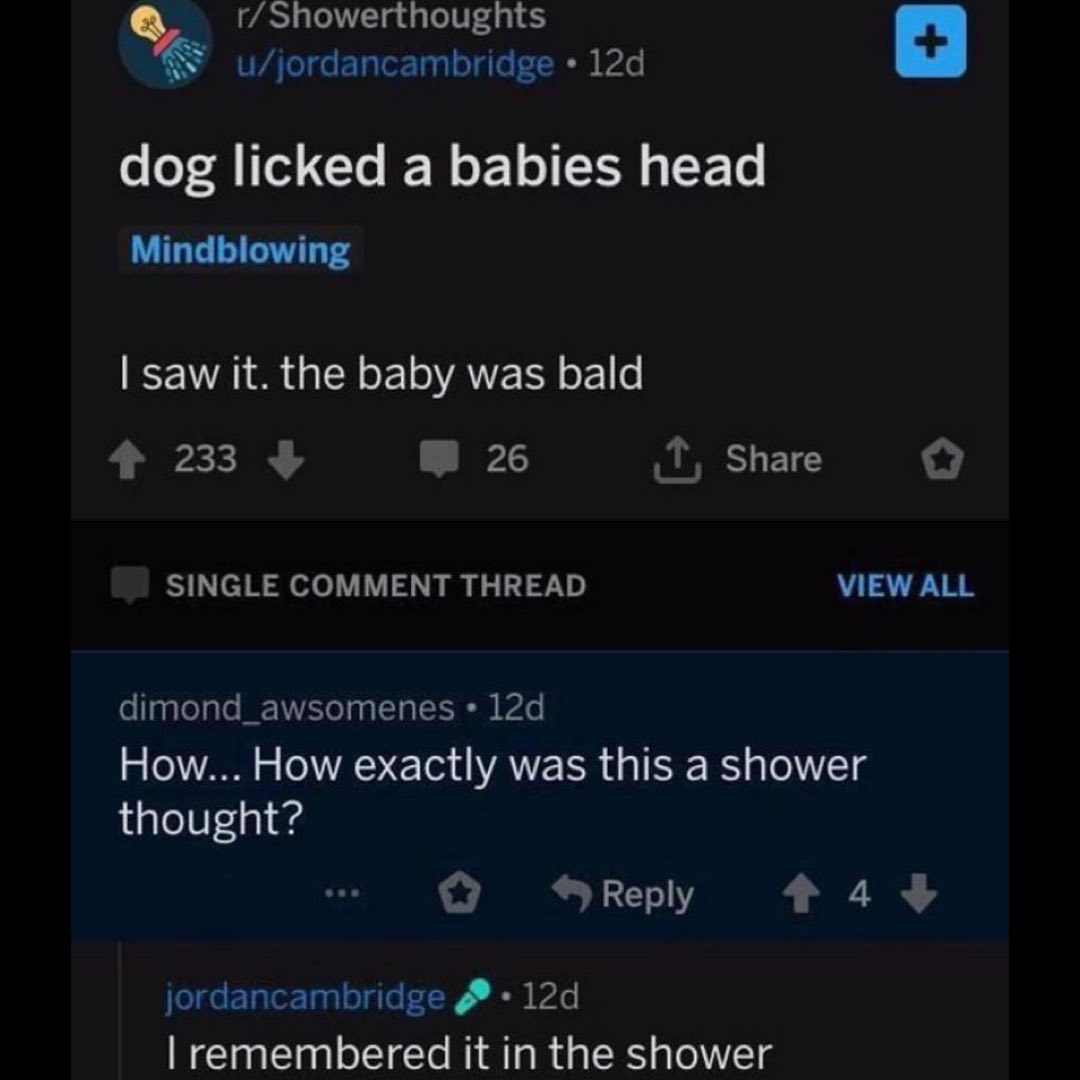 r/Showerthoughts
u/jordancambridge • 12d
dog licked a babies head
Mindblowing
I saw it. the baby was bald
233 26 Share
SINGLE COMMENT THREAD VIEW ALL
dimond_awsomenes • 12d
How... How exactly was this a shower
thought?
... Reply 4
jordancambridge • 12d
I remembered it in the shower